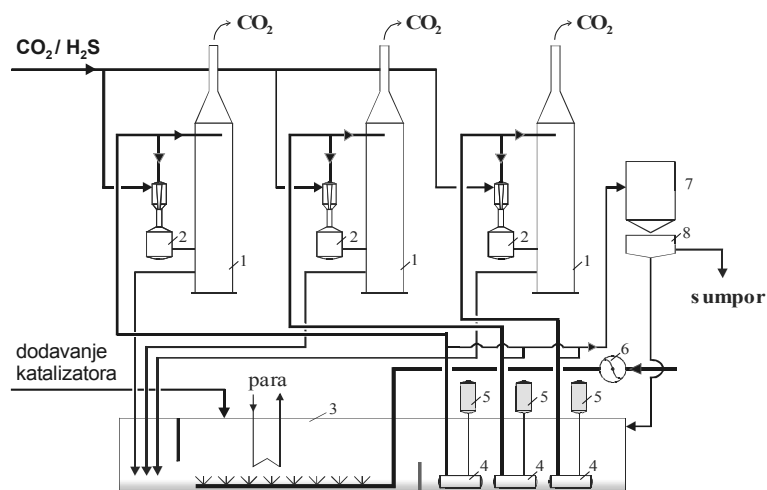 CO2 CO2 CO2
CO2 / H2S
7
2 2 2
8
1 1 1
sumpor
dodavanje
katalizatora
6
para
3
5 5 5
4 4 4